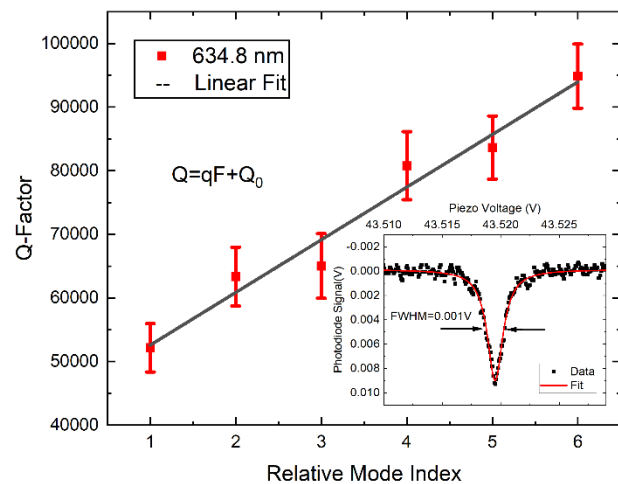 100000
90000
80000
70000
60000
50000
40000
Q-Factor
634.8 nm
-- Linear Fit
Q=qF+Q₀
Piezo Voltage (V)
43.510 43.515 43.520 43.525
-0.002
0.000
0.002
0.004
0.006
0.008
0.010
Photodiode Signal(V)
FWHM=0.001V
Data
Fit
1 2 3 4 5 6
Relative Mode Index